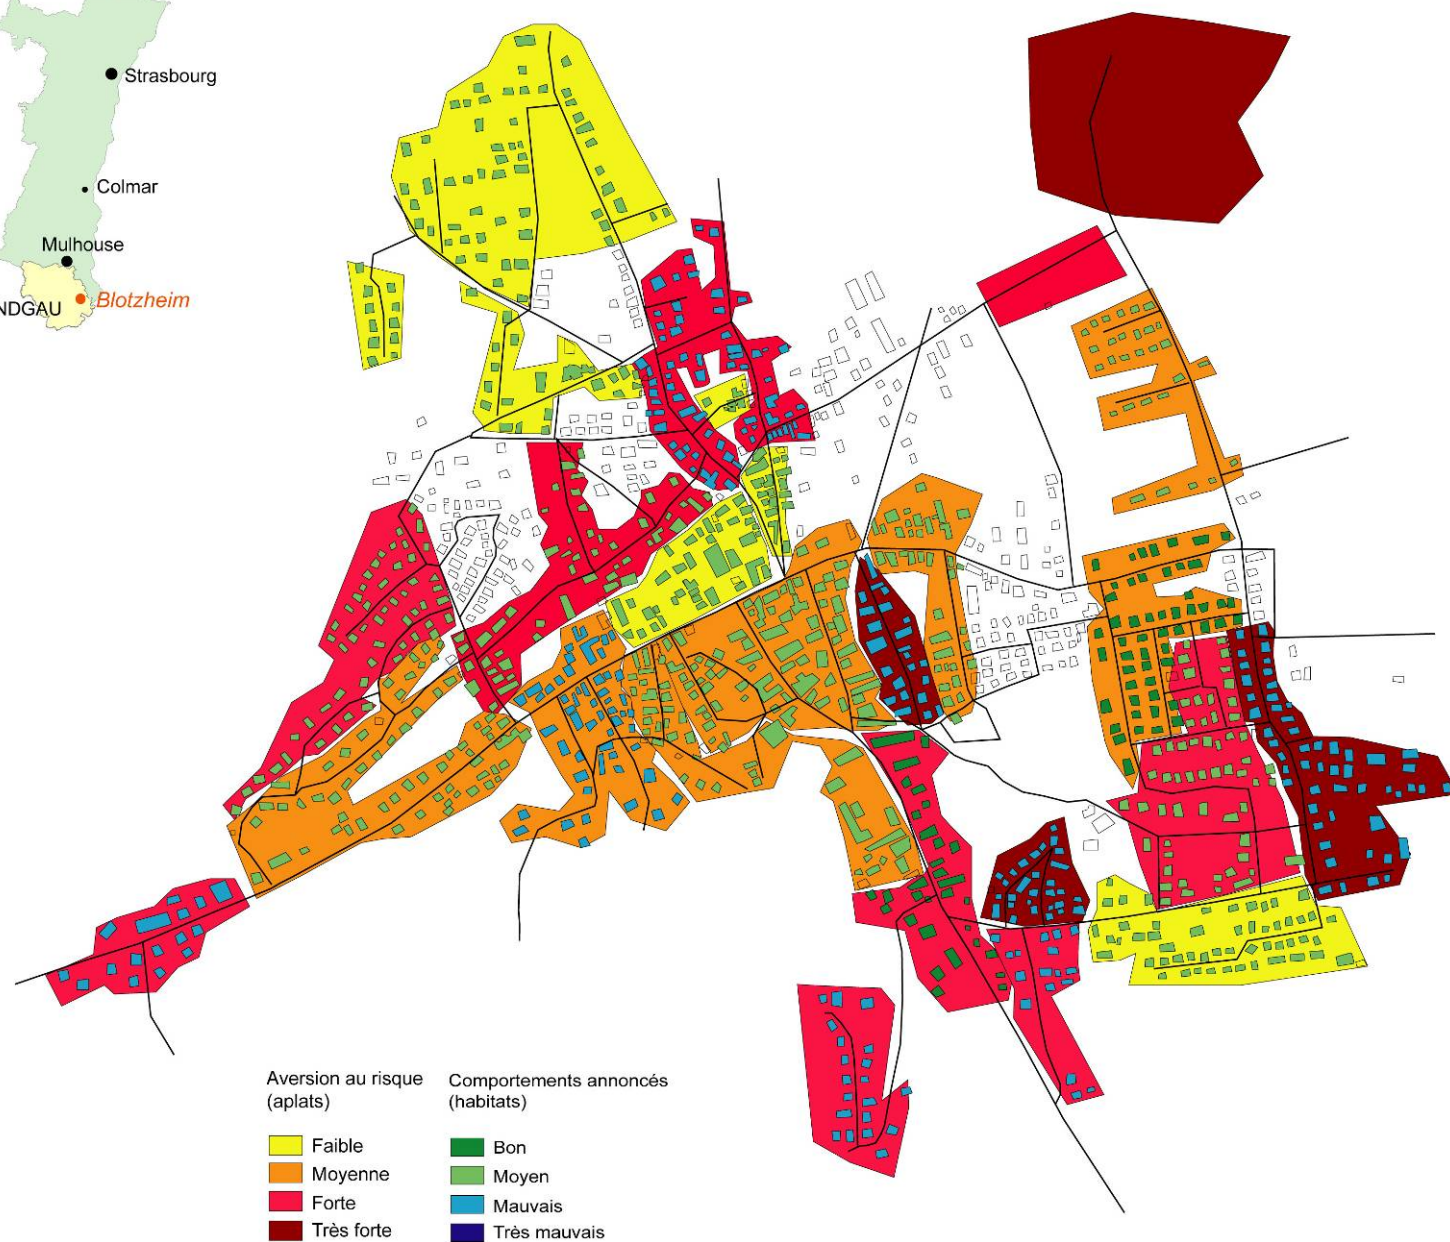 Strasbourg
Colmar
Mulhouse
Blotzheim
NDGAU
Aversion au risque
(aplats)
Faible
Moyenne
Forte
Très forte
Comportements annoncés
(habitats)
Bon
Moyen
Mauvais
Très mauvais